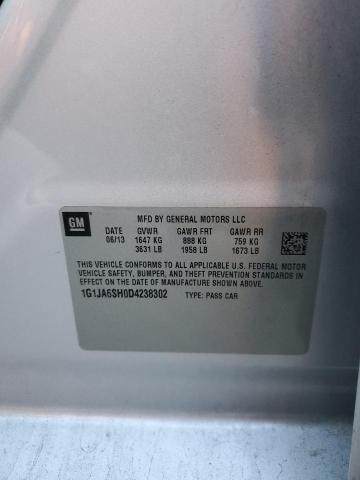 GM
MFD BY GENERAL MOTORS LLC
DATE GVWR GAWR FRT GAWR RR
06/13 1647 KG 888 KG 759 KG
3631 LB 1958 LB 1673 LB
THIS VEHICLE CONFORMS TO ALL APPLICABLE U.S. FEDERAL MOTOR
VEHICLE SAFETY, BUMPER, AND THEFT PREVENTION STANDARDS IN
EFFECT ON THE DATE OF MANUFACTURE SHOWN ABOVE.
1G1JA6SH0D4238302 TYPE: PASS CAR